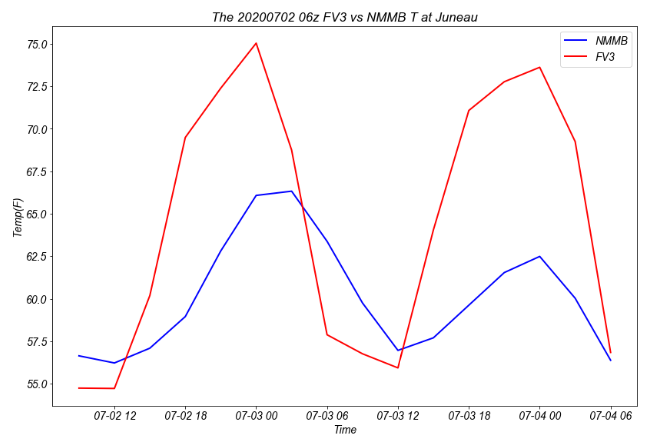 The 20200702 06z FV3 vs NMMB T at Juneau
NMMB
FV3
75.0
72.5
70.0
67.5
65.0
62.5
60.0
57.5
55.0
Temp(F)
07-02 12 07-02 18 07-03 00 07-03 06 07-03 12 07-03 18 07-04 00 07-04 06
Time